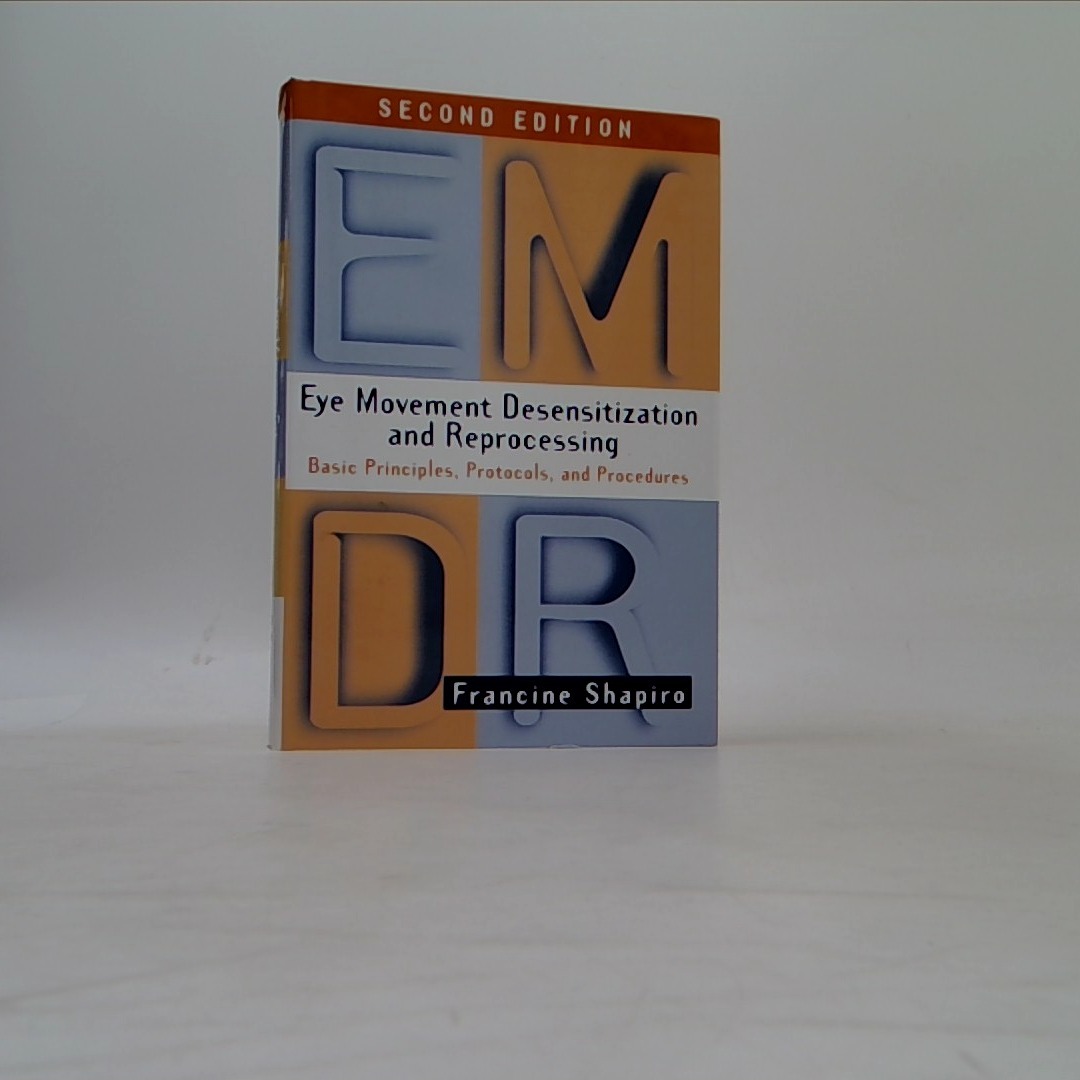 SECOND EDITION
EM
Eye Movement Desensitization
and Reprocessing
Basic Principles, Protocols, and Procedures
DR
Francine Shapiro